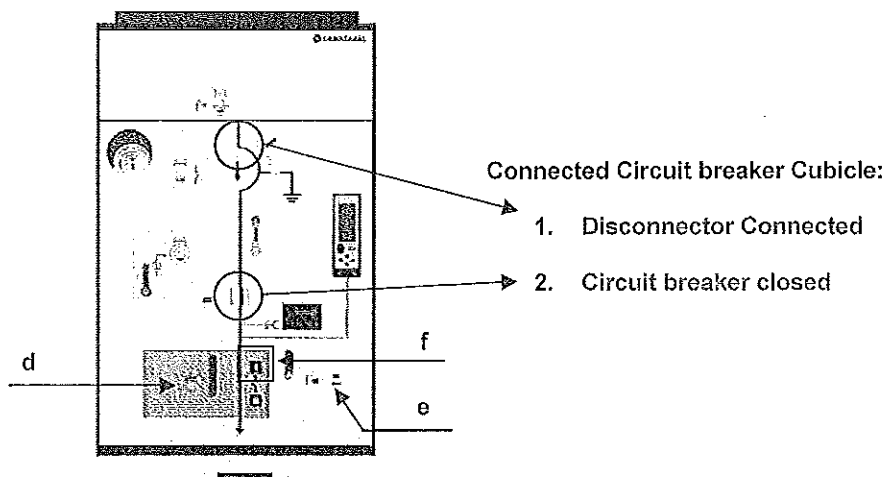 Connected Circuit breaker Cubicle:
1. Disconnector Connected
2. Circuit breaker closed
d
f
e